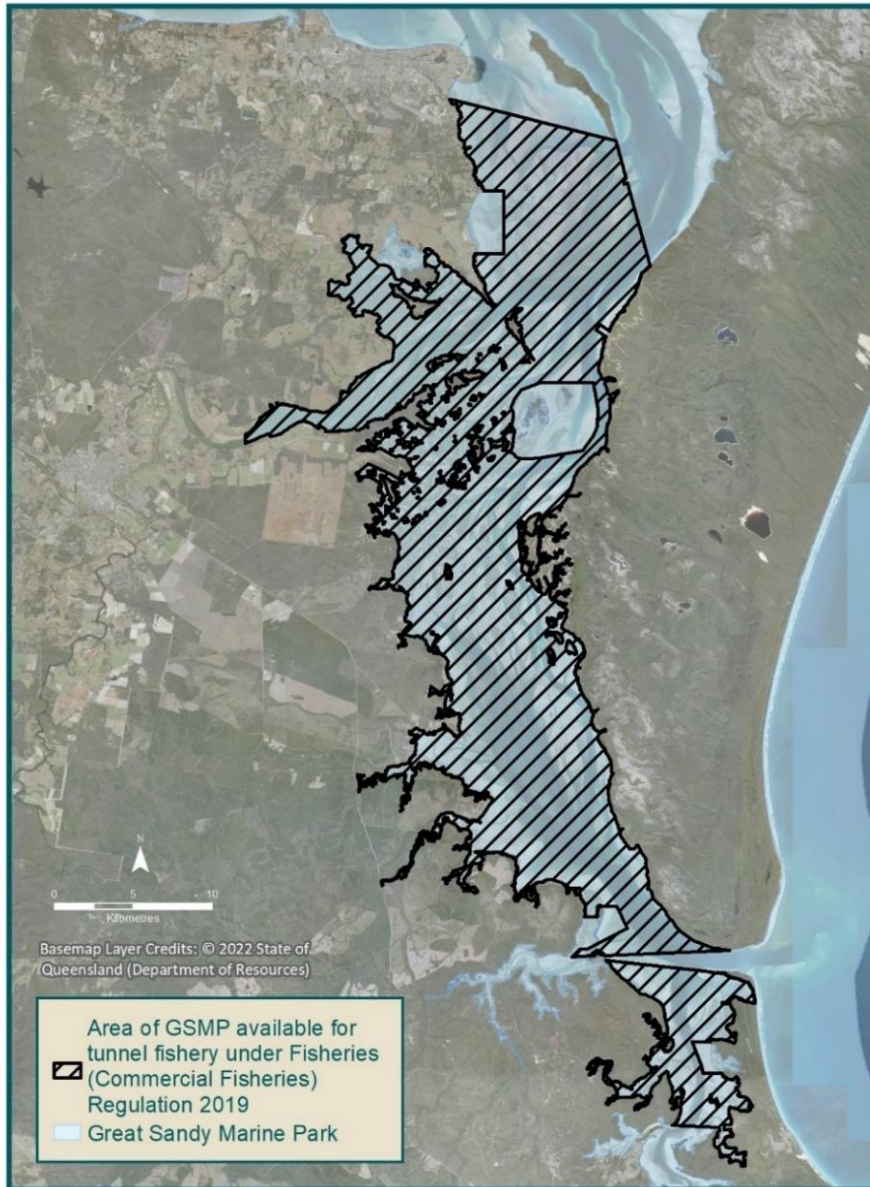 N
0 5 10
Kilometres
Basemap Layer Credits: © 2022 State of
Queensland (Department of Resources)
Area of GSMP available for
tunnel fishery under Fisheries
(Commercial Fisheries)
Regulation 2019
Great Sandy Marine Park